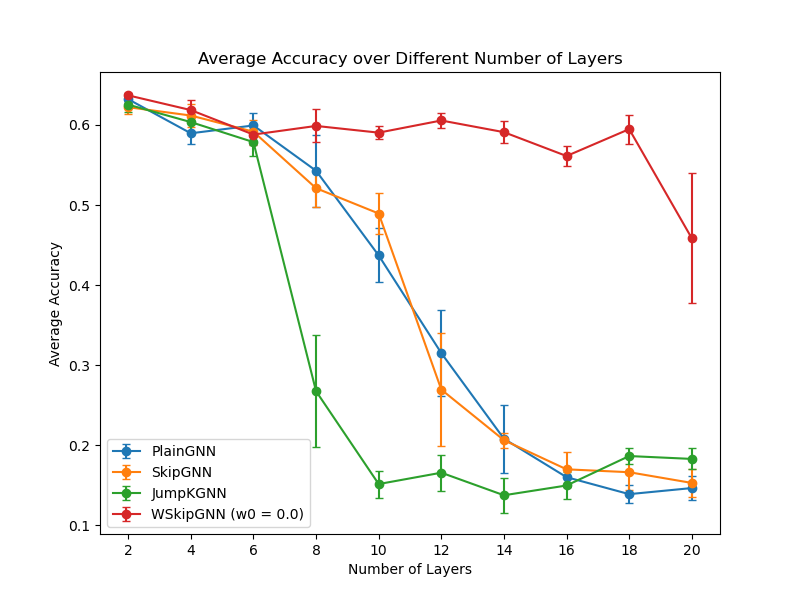 Average Accuracy over Different Number of Layers
Average Accuracy
0.6
0.5
0.4
0.3
0.2
0.1
PlainGNN
SkipGNN
JumpKGNN
WSkipGNN (w0 = 0.0)
2 4 6 8 10 12 14 16 18 20
Number of Layers